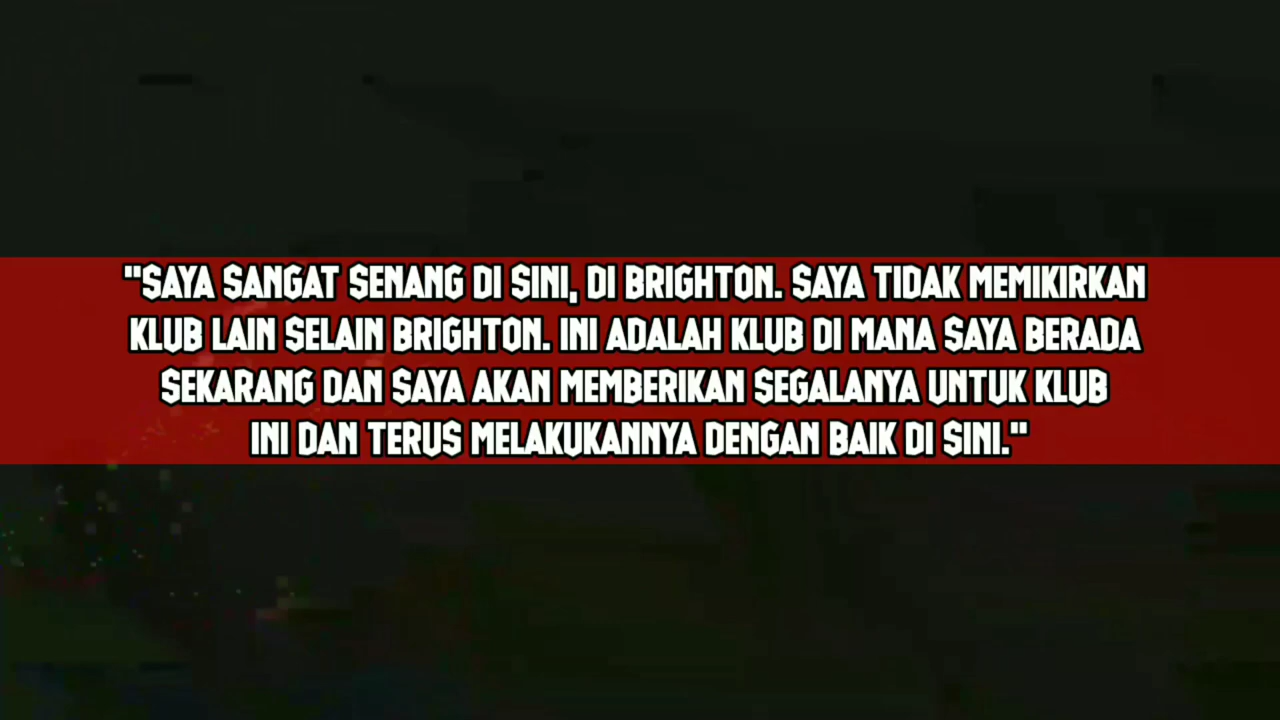 "SAYA SANGAT SENANG DI SINI, DI BRIGHTON. SAYA TIDAK MEMIKIRKAN
KLUB LAIN SELAIN BRIGHTON. INI ADALAH KLUB DI MANA SAYA BERADA
SEKARANG DAN SAYA AKAN MEMBERIKAN SEGALANYA UNTUK KLUB
INI DAN TERUS MELAKUKANNYA DENGAN BAIK DI SINI."